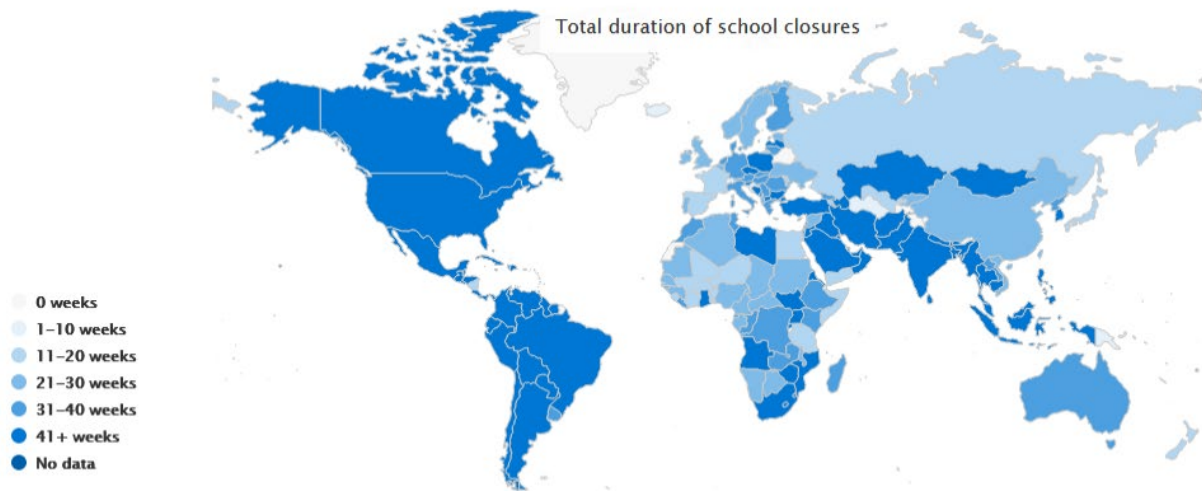 Total duration of school closures
0 weeks
1–10 weeks
11–20 weeks
21–30 weeks
31–40 weeks
41+ weeks
No data